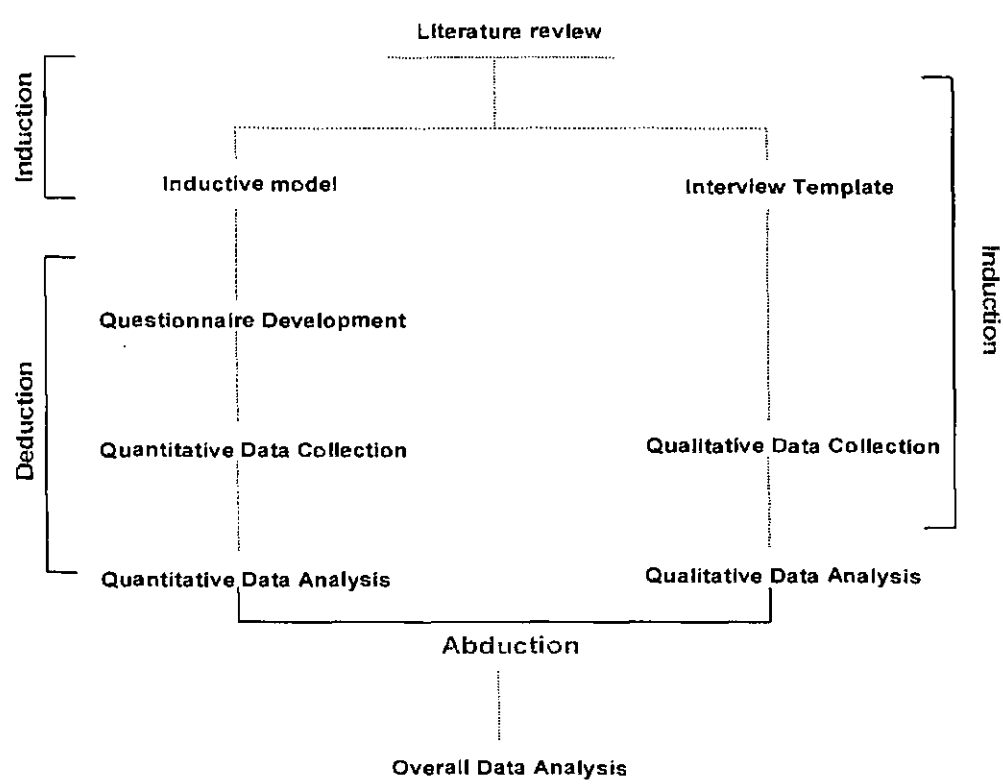 Literature review
Induction
Inductive model
Interview Template
Induction
Questionnaire Development
Deduction
Quantitative Data Collection
Qualitative Data Collection
Quantitative Data Analysis
Qualitative Data Analysis
Abduction
Overall Data Analysis